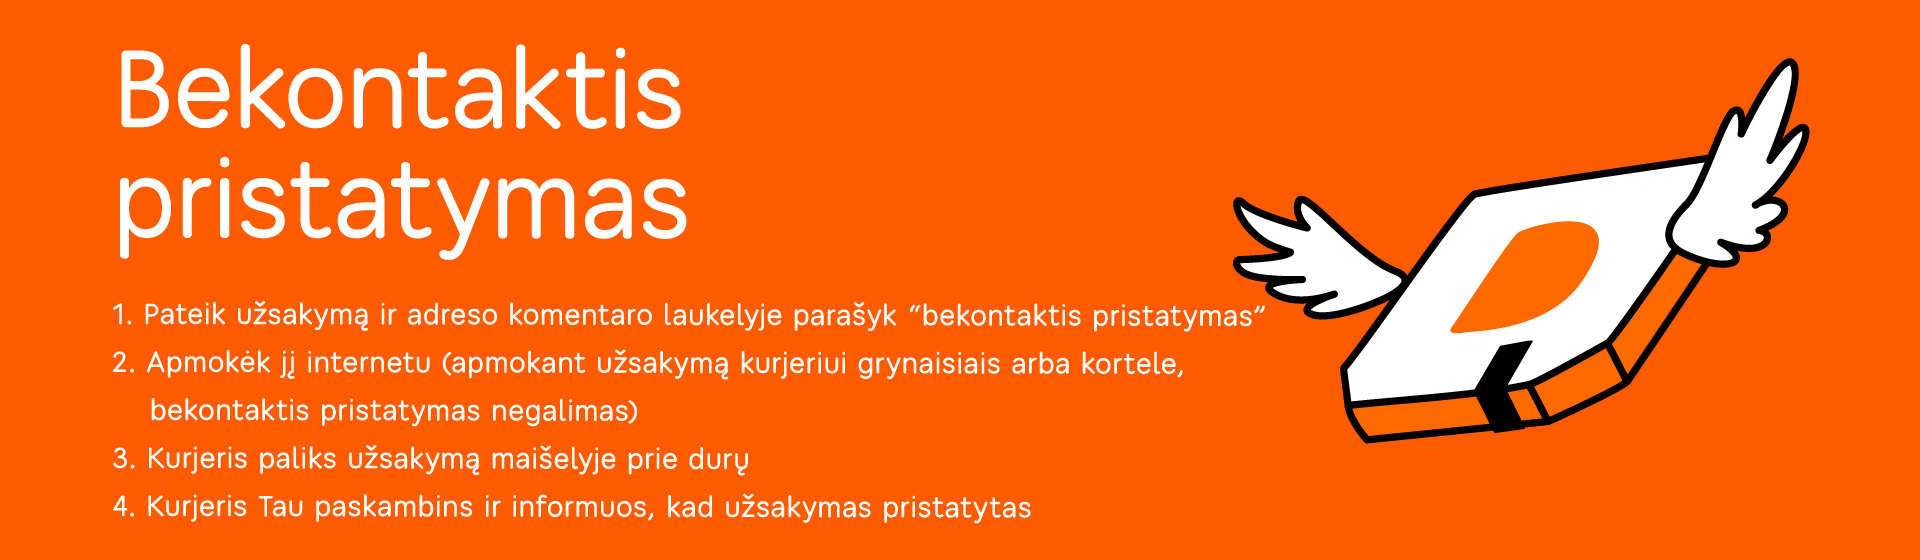 Bekontaktis
pristatymas
1. Pateik užsakymą ir adreso komentaro laukelyje parašyk “bekontaktis pristatymas”
2. Apmokėk jį internetu (apmokant užsakymą kurjeriui grynaisiais arba kortele,
bekontaktis pristatymas negalimas)
3. Kurjeris paliks užsakymą maišelyje prie durų
4. Kurjeris Tau paskambins ir informuos, kad užsakymas pristatytas